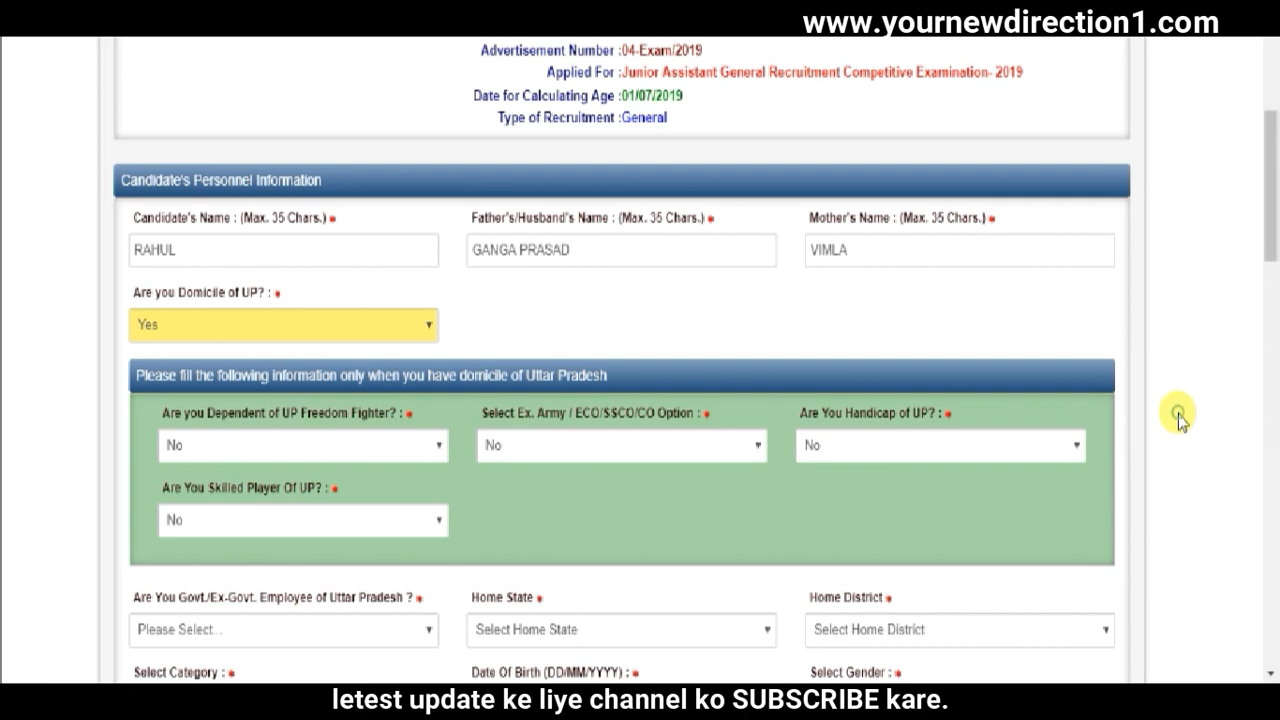 www.yournewdirection1.com
Advertisement Number :04-Exam/2019
Applied For :Junior Assistant General Recruitment Competitive Examination- 2019
Date for Calculating Age :01/07/2019
Type of Recruitment :General
Candidate's Personnel Information
Candidate's Name : (Max. 35 Chars.) * Father's/Husband's Name : (Max. 35 Chars.) * Mother's Name : (Max. 35 Chars.) *
RAHUL GANGA PRASAD VIMLA
Are you Domicile of UP? : *
Yes
Please fill the following information only when you have domicile of Uttar Pradesh
Are you Dependent of UP Freedom Fighter? : * Select Ex. Army / ECO/SSCO/CO Option : * Are You Handicap of UP? : *
No No No
Are You Skilled Player Of UP? : *
No
Are You Govt./Ex-Govt. Employee of Uttar Pradesh ? * Home State * Home District *
Please Select.. Select Home State Select Home District
Select Category : * Date Of Birth (DD/MM/YYYY) : * Select Gender : *
letest update ke liye channel ko SUBSCRIBE kare.